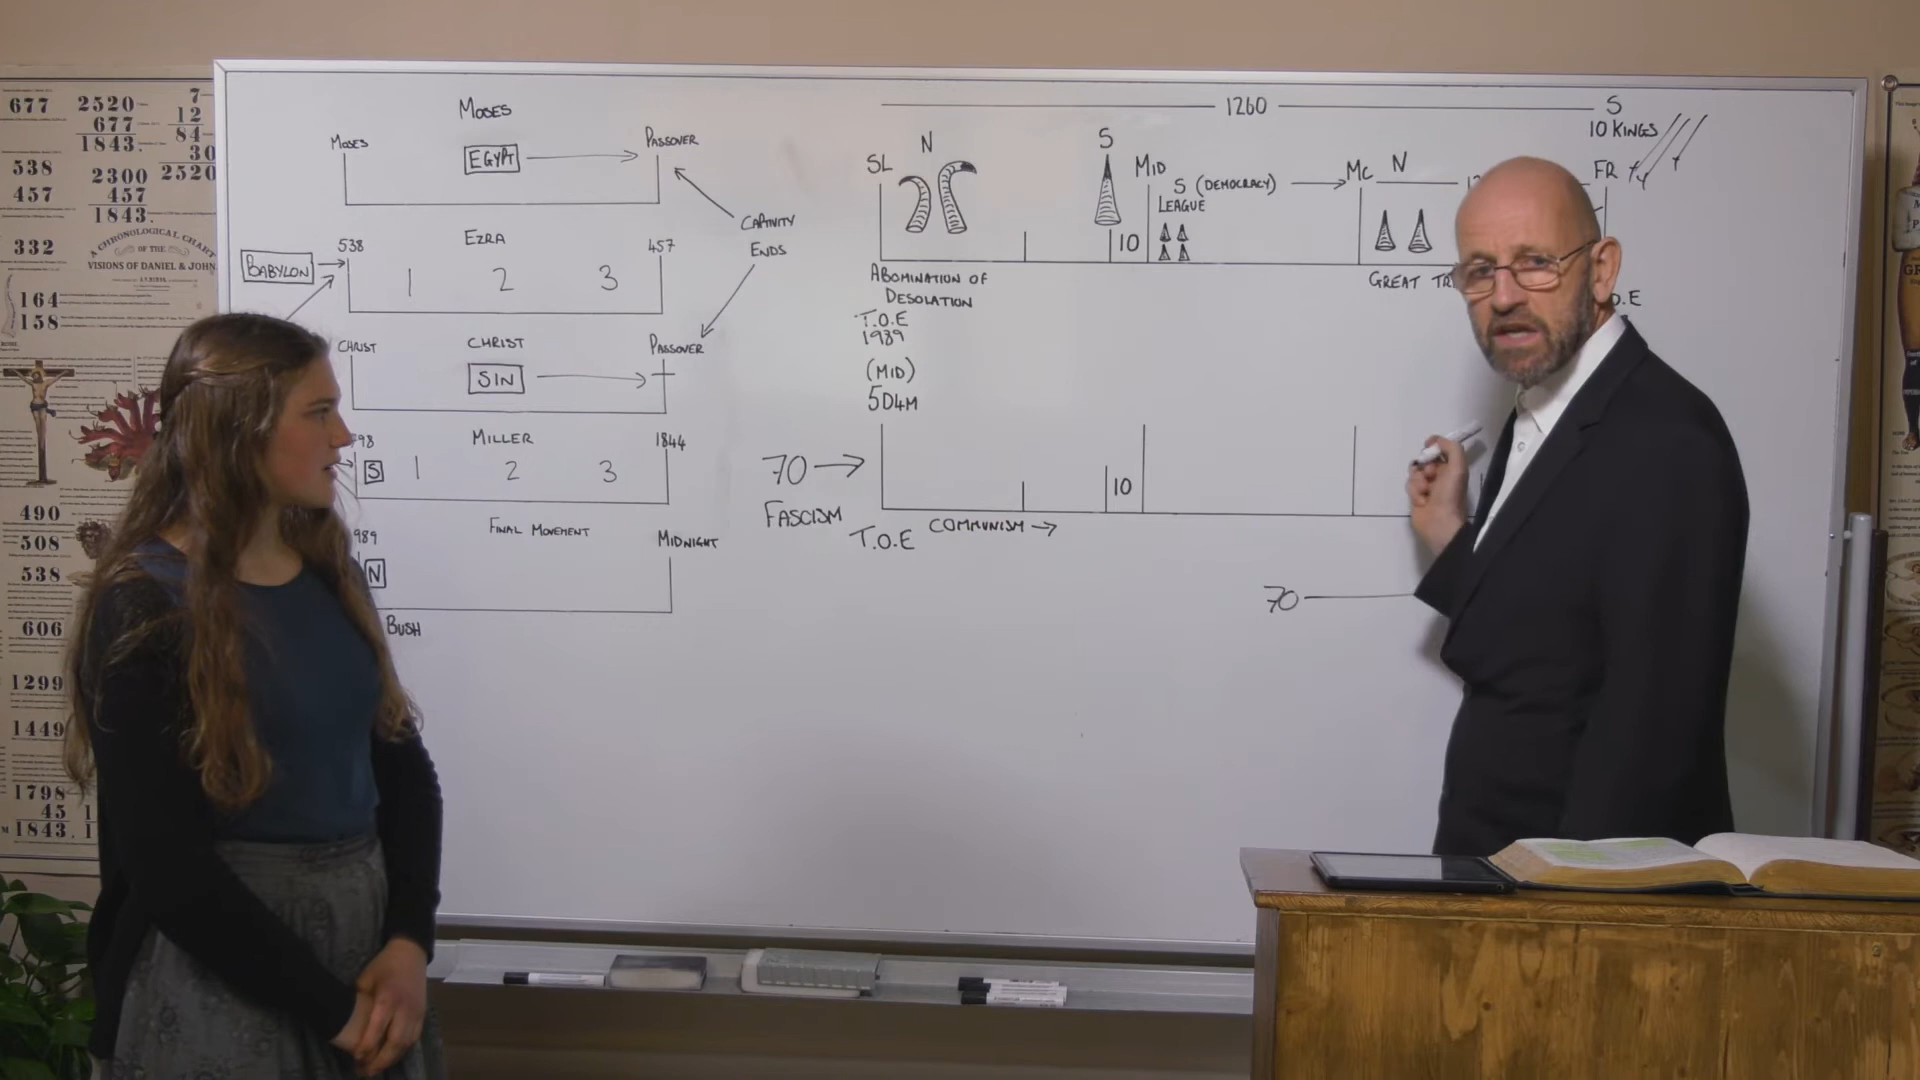 677
2520
677
1843.
7
12
84
30
2520
538
457
2300
457
1843.
332
A CHRONOLOGICAL CHART
OF THE
VISIONS OF DANIEL & JOHN
164
158
490
508
538
606
1299
1449
1798
45
1843.
MOSES
MOSES
EGYPT
PASSOVER
CAPTIVITY
ENDS
EZRA
BABYLON
538
457
1 2 3
CHRIST
CHRIST
SIN
PASSOVER
MILLER
798
1844
S 1 2 3
FINAL MOVEMENT
989
MIDNIGHT
N
BUSH
1260
S
10 KINGS
SL
N
S
MID
S (DEMOCRACY)
LEAGUE
MC
N
FR
10
ABOMINATION OF
DESOLATION
GREAT TR
T.O.E
1989
(MID)
5D4M
70
FASCISM
10
T.O.E
COMMUNISM
70